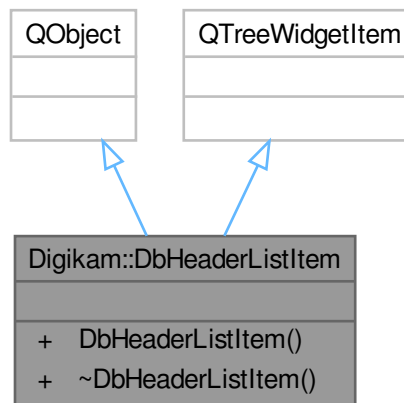 QObject
QTreeWidgetItem
Digikam::DbHeaderListItem
+ DbHeaderListItem()
+ ~DbHeaderListItem()